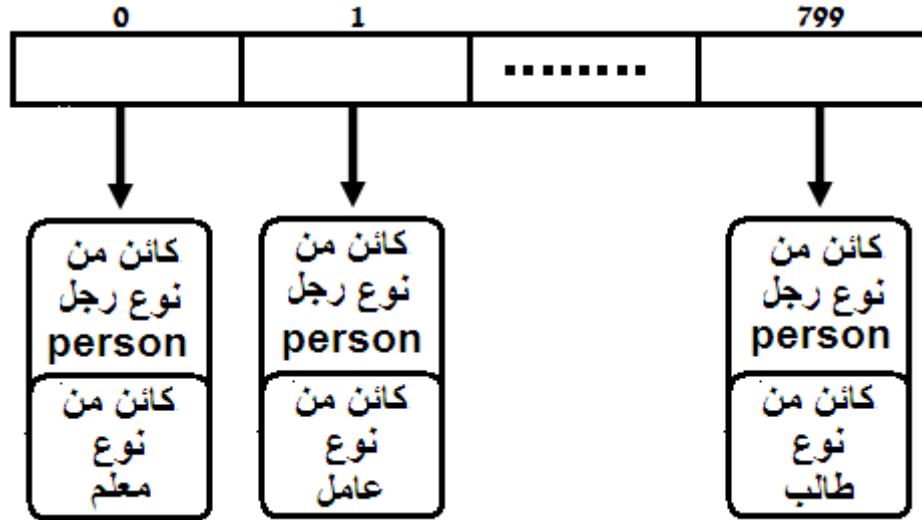 0 1 799
........
كائن من
نوع رجل
person
كائن من
نوع
معلم
كائن من
نوع رجل
person
كائن من
نوع
عامل
كائن من
نوع رجل
person
كائن من
نوع
طالب